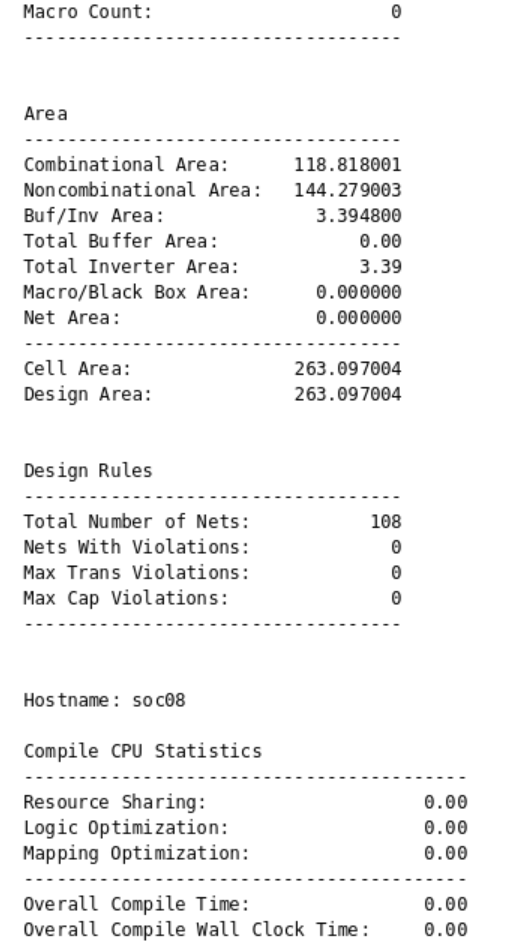 Macro Count: 0
-----------------------------------
Area
-----------------------------------
Combinational Area: 118.818001
Noncombinational Area: 144.279003
Buf/Inv Area: 3.394800
Total Buffer Area: 0.00
Total Inverter Area: 3.39
Macro/Black Box Area: 0.000000
Net Area: 0.000000
-----------------------------------
Cell Area: 263.097004
Design Area: 263.097004
Design Rules
-----------------------------------
Total Number of Nets: 108
Nets With Violations: 0
Max Trans Violations: 0
Max Cap Violations: 0
-----------------------------------
Hostname: soc08
Compile CPU Statistics
-----------------------------------------
Resource Sharing: 0.00
Logic Optimization: 0.00
Mapping Optimization: 0.00
-----------------------------------------
Overall Compile Time: 0.00
Overall Compile Wall Clock Time: 0.00